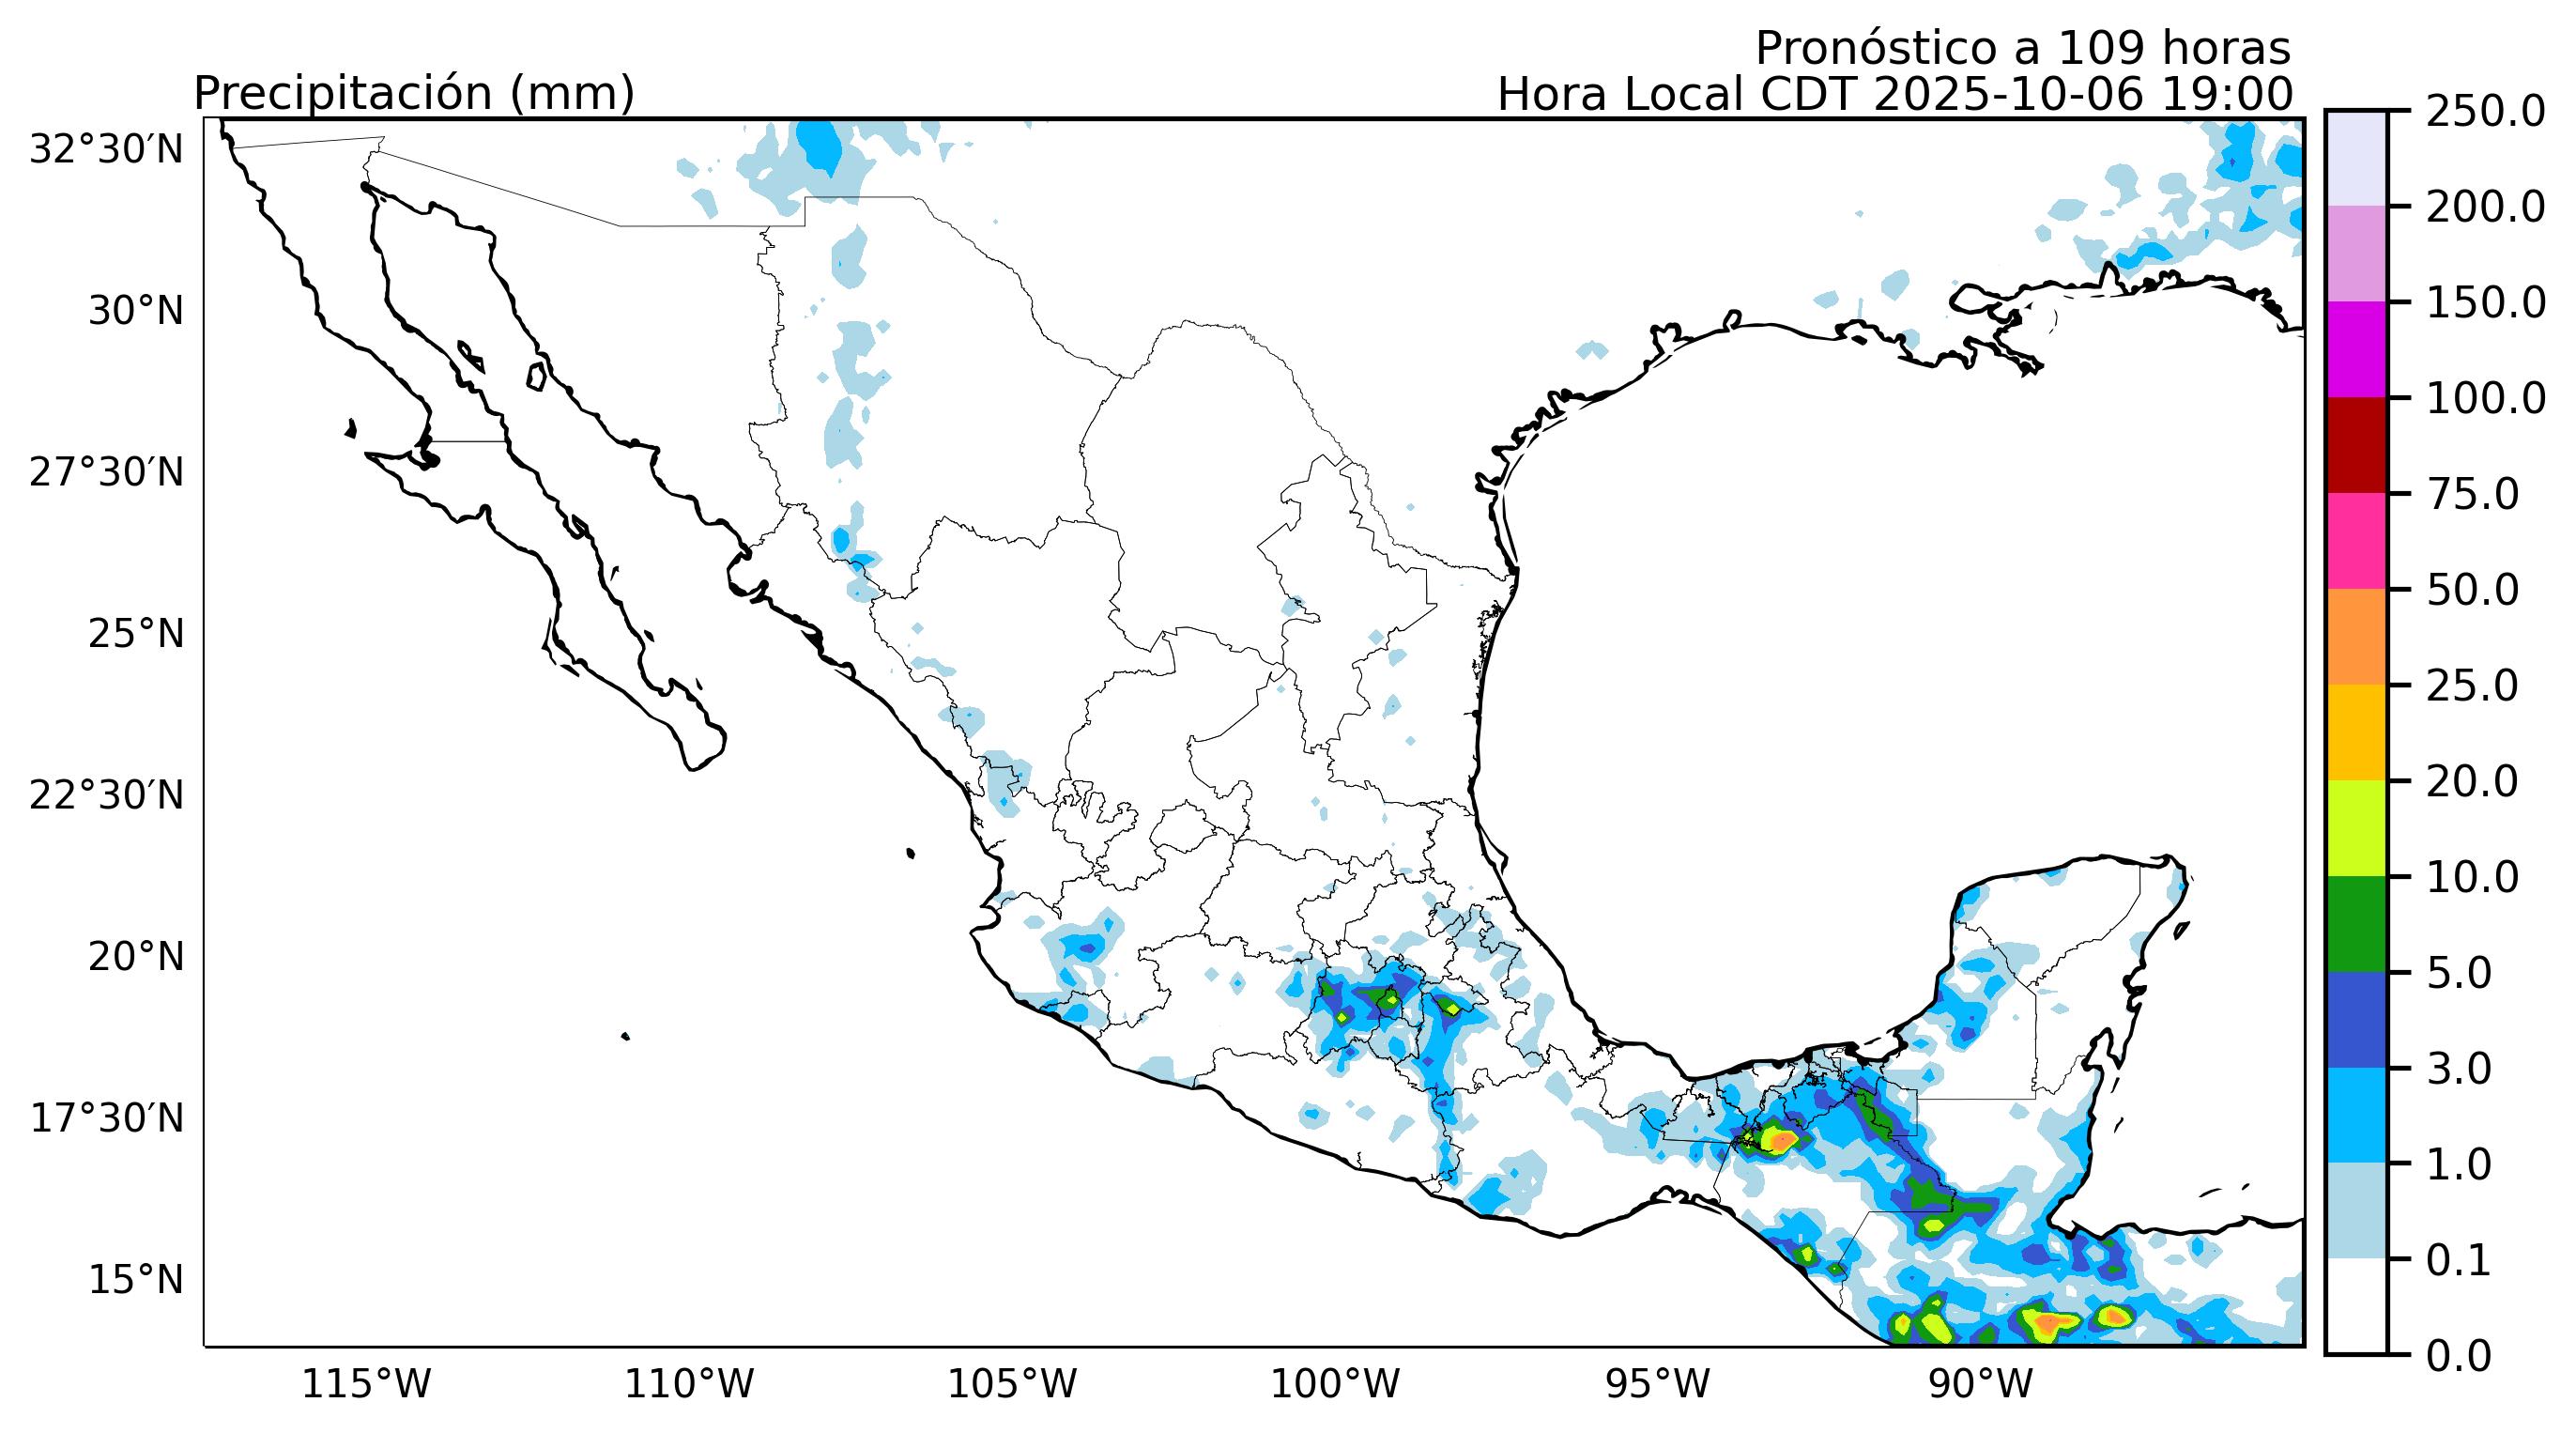 Pronóstico a 109 horas
Precipitación (mm)
Hora Local CDT 2025-10-06 19:00
32°30′N
30°N
27°30′N
25°N
22°30′N
20°N
17°30′N
15°N
115°W
110°W
105°W
100°W
95°W
90°W
250.0
200.0
150.0
100.0
75.0
50.0
25.0
20.0
10.0
5.0
3.0
1.0
0.1
0.0